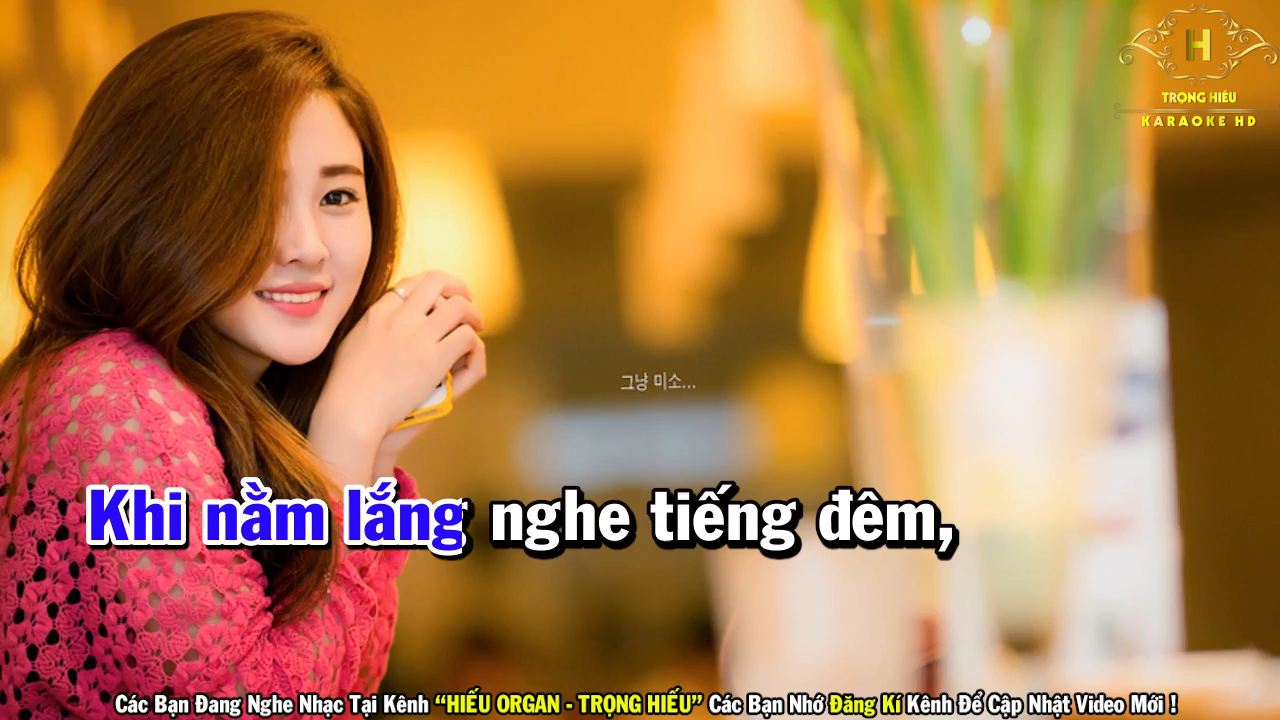 H
TRỌNG HIẾU
KARAOKE HD
그냥 미소...
Khi nằm lắng nghe tiếng đêm,
Các Bạn Đang Nghe Nhạc Tại Kênh “HIẾU ORGAN - TRỌNG HIẾU” Các Bạn Nhớ Đăng Kí Kênh Để Cập Nhật Video Mới !